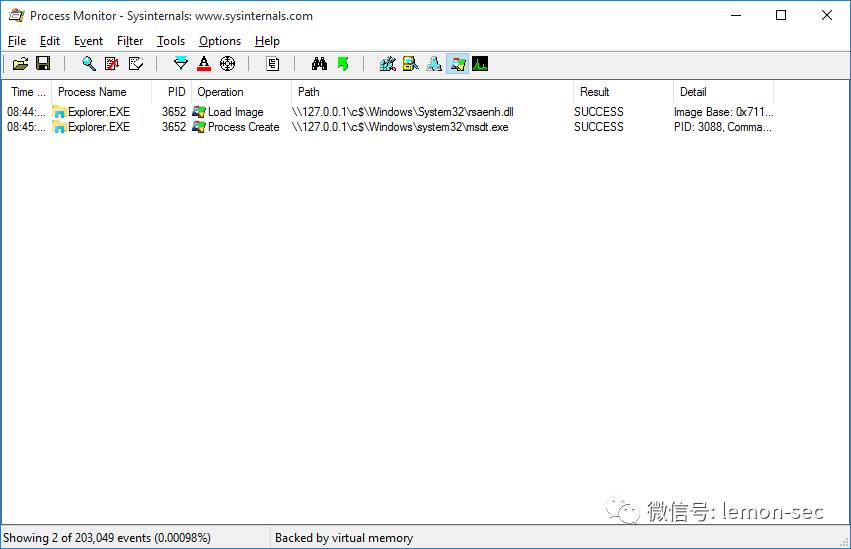 Process Monitor - Sysinternals: www.sysinternals.com
File Edit Event Filter Tools Options Help
Time ... Process Name PID Operation Path Result Detail
08:44:... Explorer.EXE 3652 Load Image \\127.0.0.1\c$\Windows\System32\rsaenh.dll SUCCESS Image Base: 0x711...
08:45:... Explorer.EXE 3652 Process Create \\127.0.0.1\c$\Windows\system32\msdt.exe SUCCESS PID: 3088, Comma...
微信号: lemon-sec
Showing 2 of 203,049 events (0.00098%) Backed by virtual memory